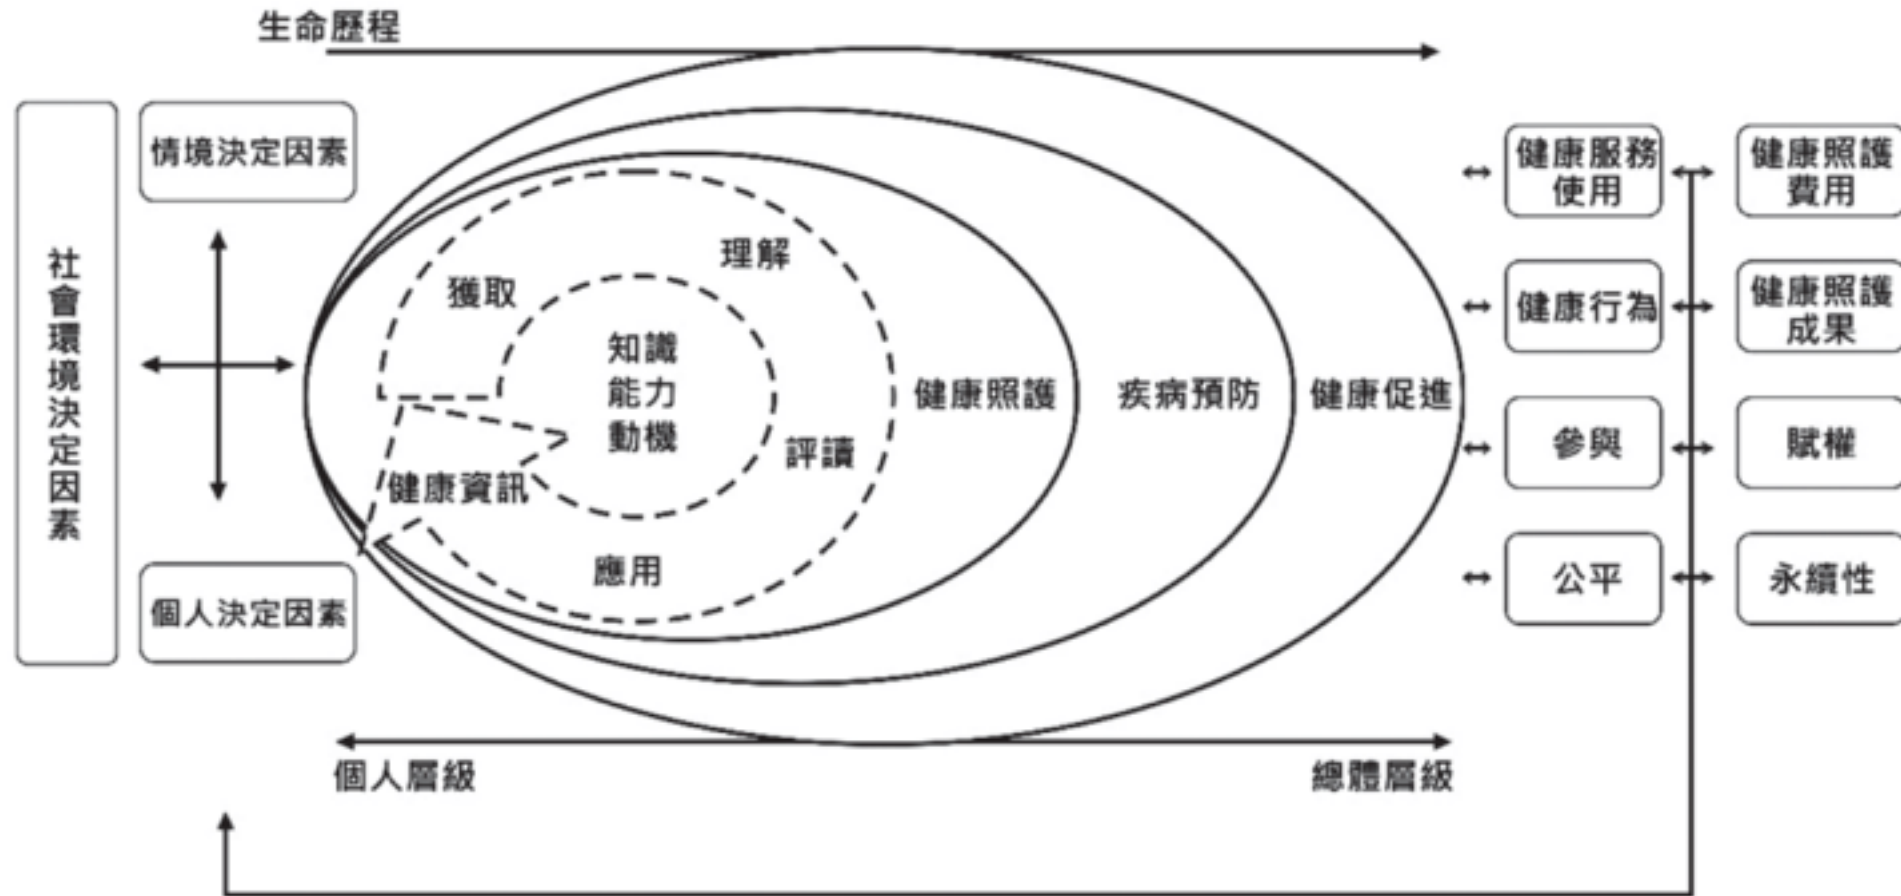 生命歷程
社會環境決定因素
情境決定因素
個人決定因素
獲取
理解
評讀
應用
健康資訊
知識
能力
動機
健康照護
疾病預防
健康促進
個人層級
總體層級
健康服務
使用
健康行為
參與
公平
健康照護
費用
健康照護
成果
賦權
永續性